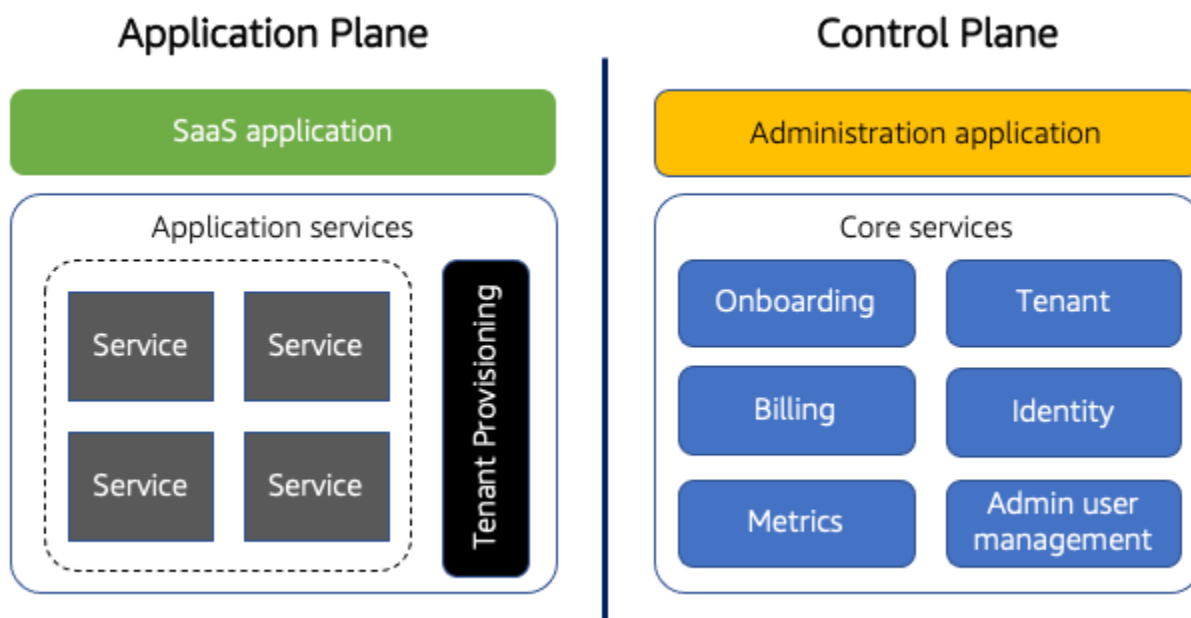 Application Plane
SaaS application
Application services
Service
Service
Service
Service
Tenant Provisioning
Control Plane
Administration application
Core services
Onboarding
Tenant
Billing
Identity
Metrics
Admin user
management